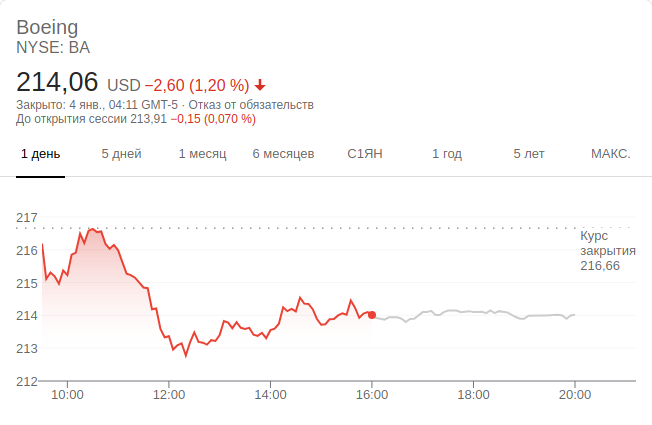 Boeing
NYSE: BA
214,06 USD −2,60 (1,20 %)
Закрыто: 4 янв., 04:11 GMT-5 · Отказ от обязательств
До открытия сессии 213,91 −0,15 (0,070 %)
1 день 5 дней 1 месяц 6 месяцев С1ЯН 1 год 5 лет МАКС.
217
216
215
214
213
212
Курс
закрытия
216,66
10:00 12:00 14:00 16:00 18:00 20:00